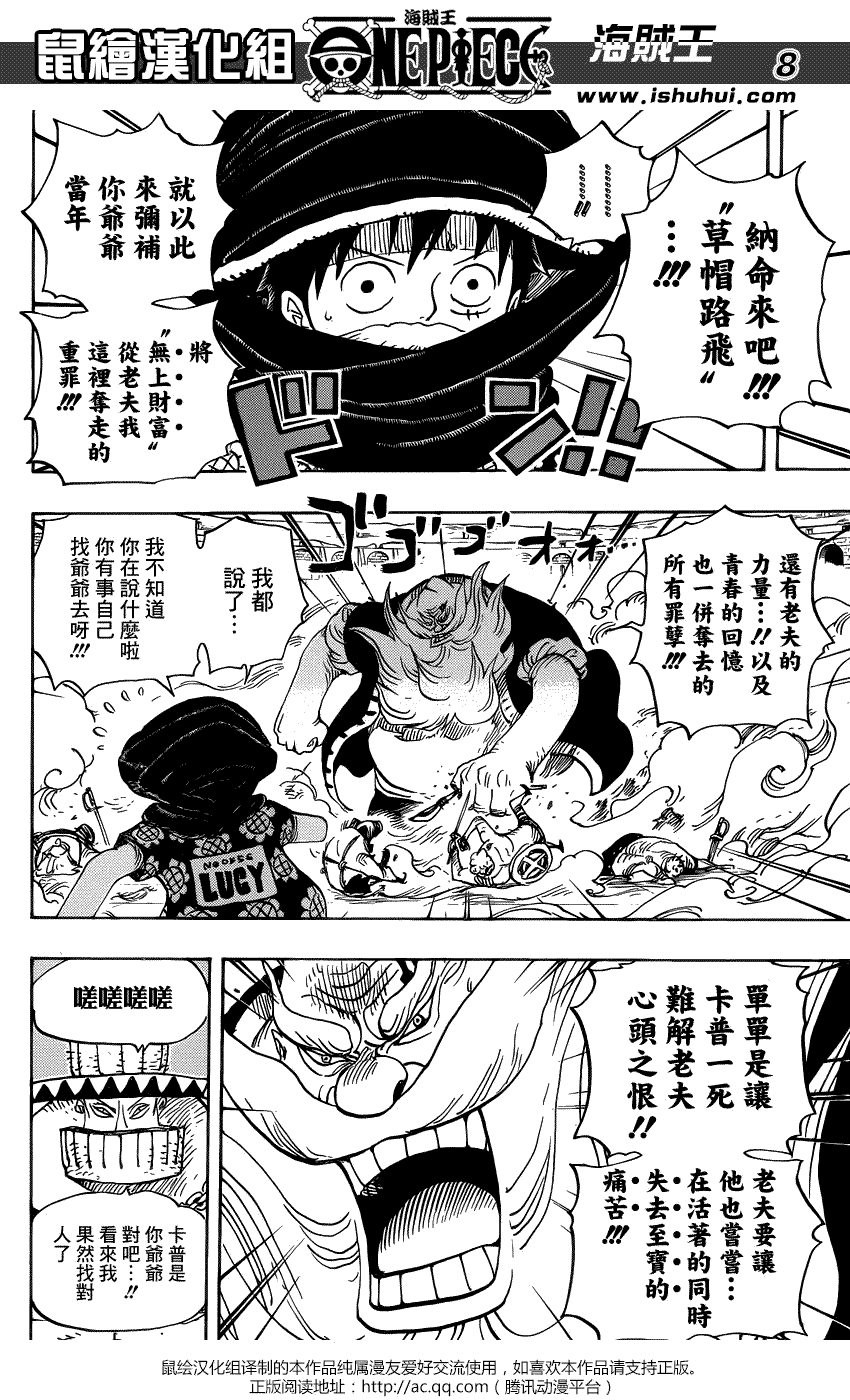 鼠繪漢化組
海賊王
ONE PIECE
海賊王
8
www.ishuhui.com
納命來吧!!!
“草帽路飛”
…!!!
……!!
就以此
來彌補
你爺爺
當年
將
“無上財富”
從老夫我
這裡奪走的
重罪!!!
ドン!!
還有老夫的
力量…!!以及
青春的回憶
也一併奪去的
所有罪孽!!!
ゴゴゴゴオォ…
我都
說了…
我不知道
你在說什麼啦
你有事自己
找爺爺去呀!!!
LUCY
單單是讓
卡普一死
難解老夫
心頭之恨!!
老夫要讓
他也嘗嘗…
在活著的同時
失去至寶的
痛苦!!!
嗟嗟嗟嗟
卡普是
你爺爺
對吧…!!
看來我
果然找對
人了
鼠绘汉化组译制的本作品纯属漫友爱好交流使用，如喜欢本作品请支持正版。
正版阅读地址：http://ac.qq.com（腾讯动漫平台）